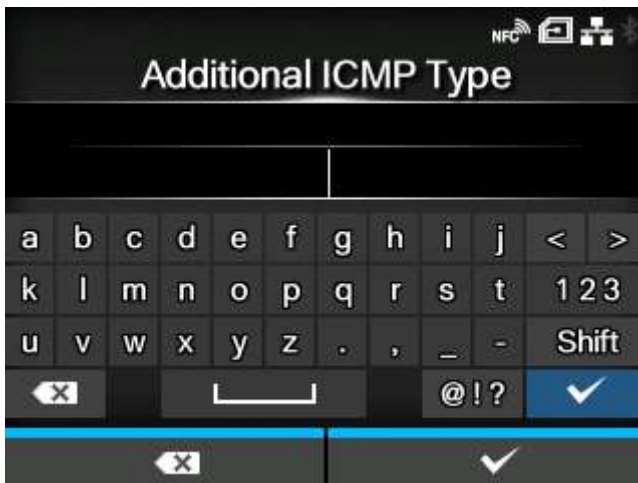 NFC
Additional ICMP Type
a b c d e f g h i j < >
k l m n o p q r s t 123
u v w x y z . , _ - Shift
@!?